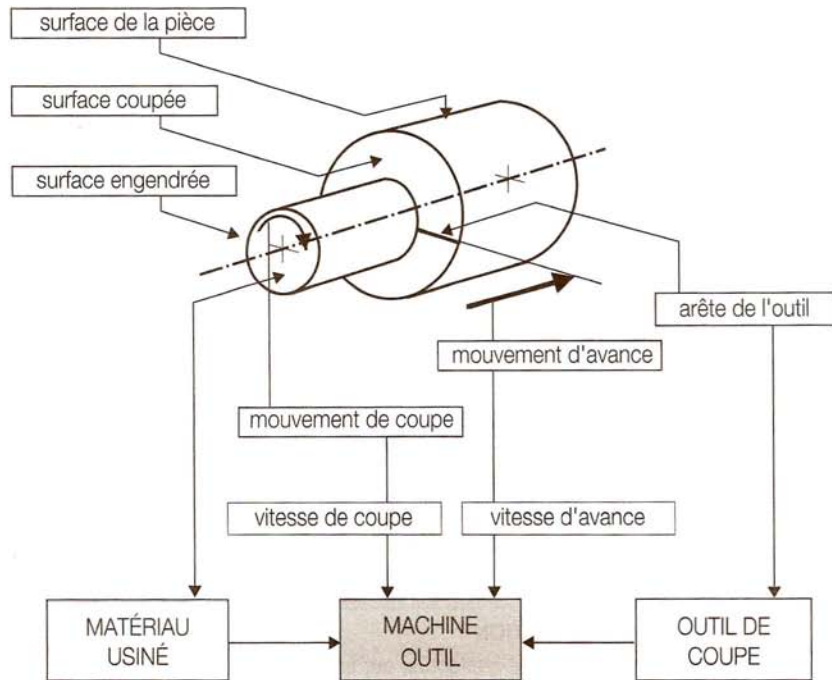 surface de la pièce
surface coupée
surface engendrée
arête de l'outil
mouvement d'avance
mouvement de coupe
vitesse de coupe
vitesse d'avance
MATÉRIAU
USINÉ
MACHINE
OUTIL
OUTIL DE
COUPE